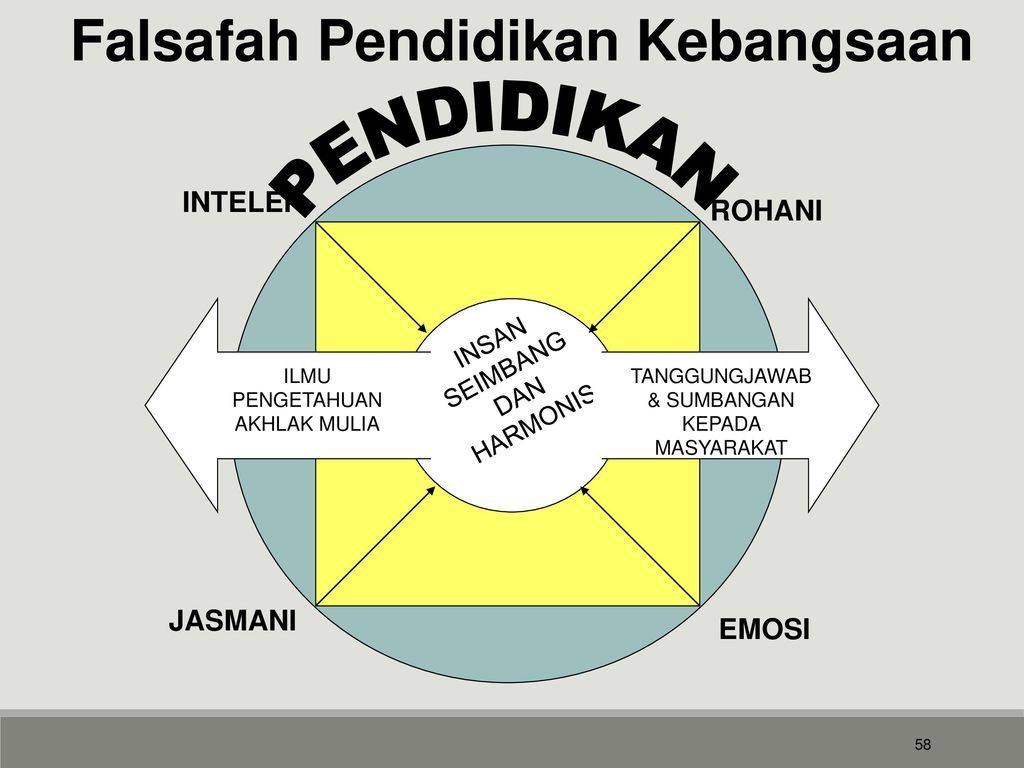 Falsafah Pendidikan Kebangsaan
PENDIDIKAN
INTELEK
ROHANI
INSAN
SEIMBANG
DAN
HARMONIS
ILMU
PENGETAHUAN
AKHLAK MULIA
TANGGUNGJAWAB
& SUMBANGAN
KEPADA
MASYARAKAT
JASMANI
EMOSI
58